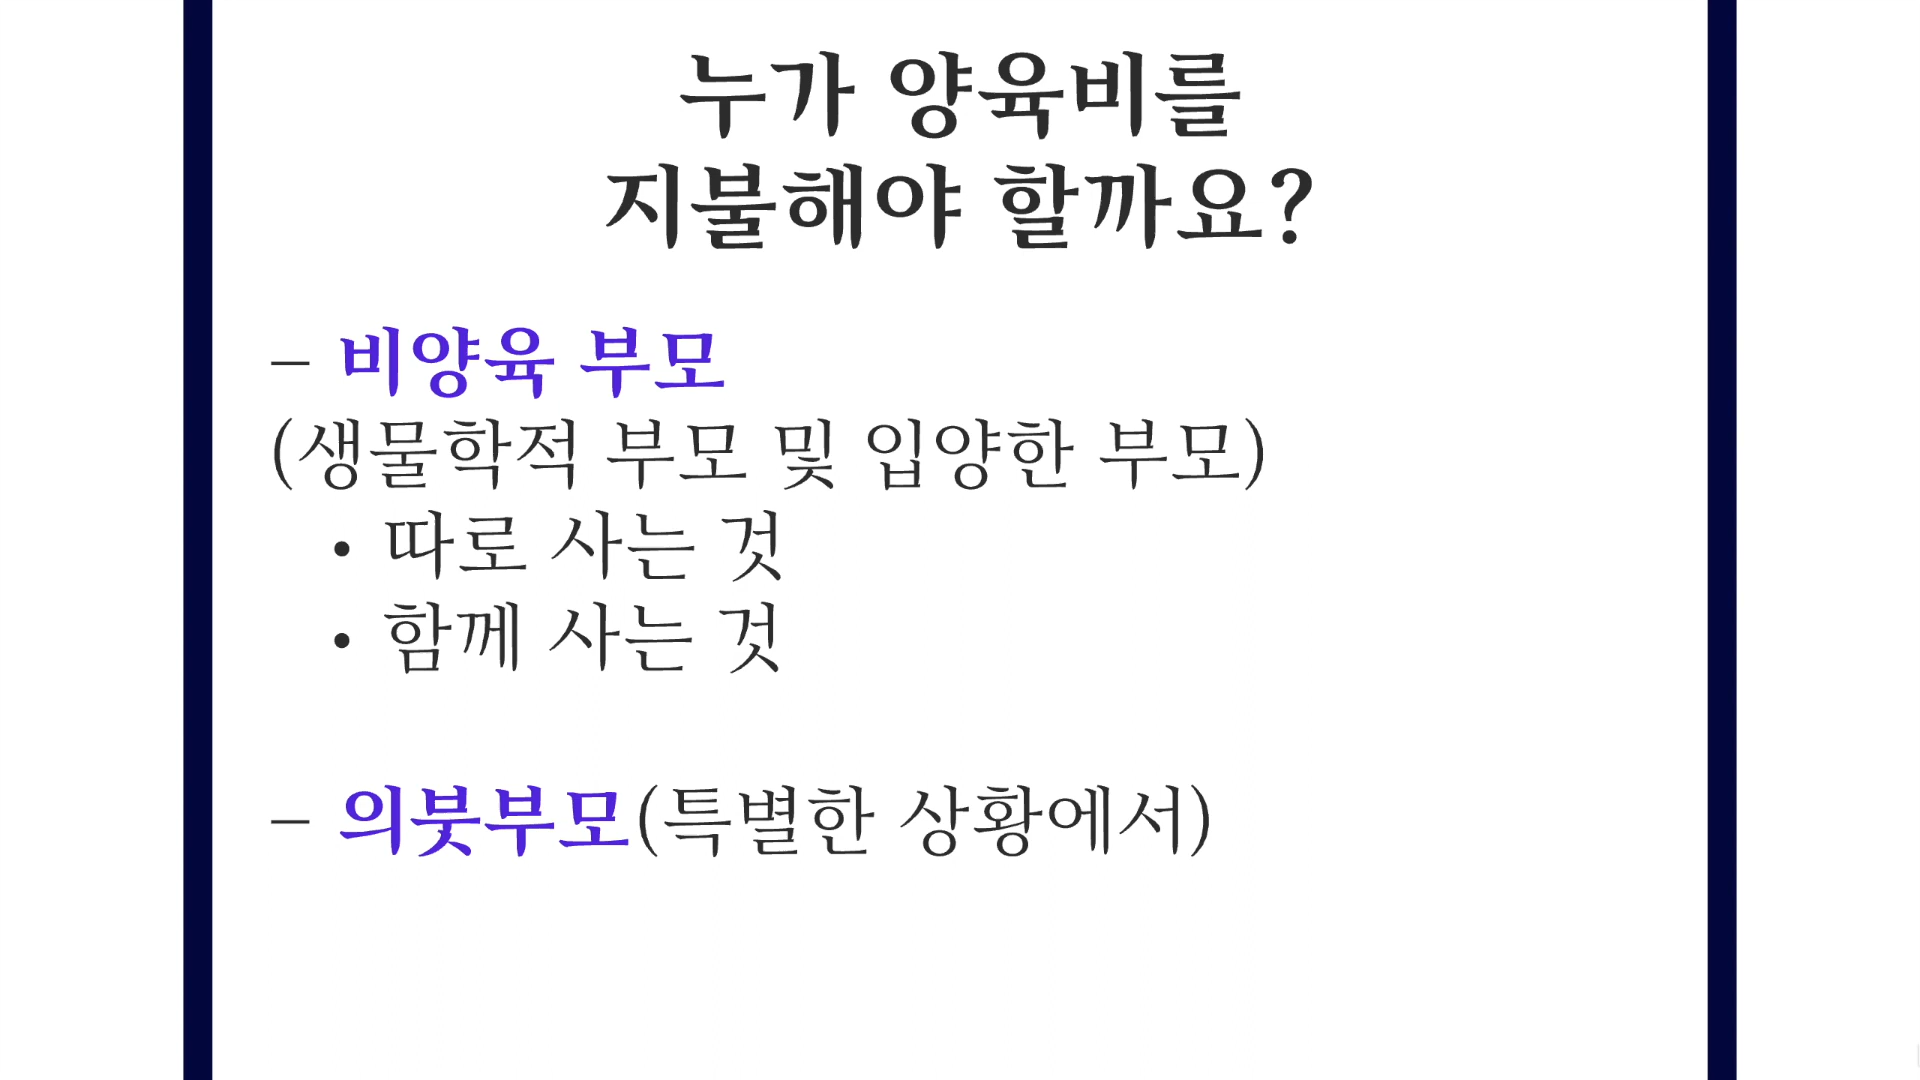 누가 양육비를
지불해야 할까요?
– 비양육 부모
(생물학적 부모 및 입양한 부모)
• 따로 사는 것
• 함께 사는 것
– 의붓부모(특별한 상황에서)